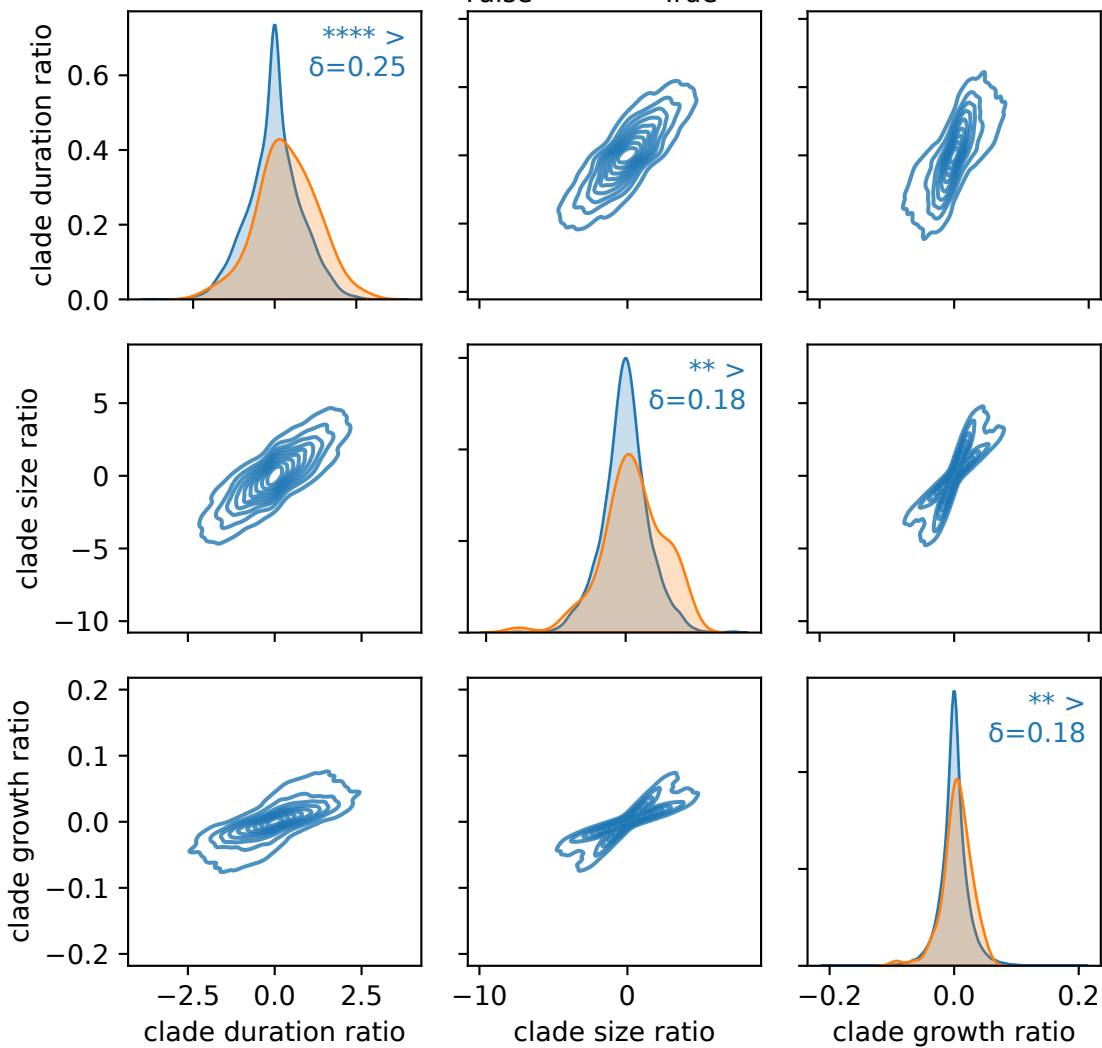 clade duration ratio
0.6
0.4
0.2
0.0
**** >
δ=0.25
clade size ratio
5
0
−5
−10
** >
δ=0.18
clade growth ratio
0.2
0.1
0.0
−0.1
−0.2
** >
δ=0.18
−2.5 0.0 2.5
−10 0
−0.2 0.0 0.2
clade duration ratio
clade size ratio
clade growth ratio